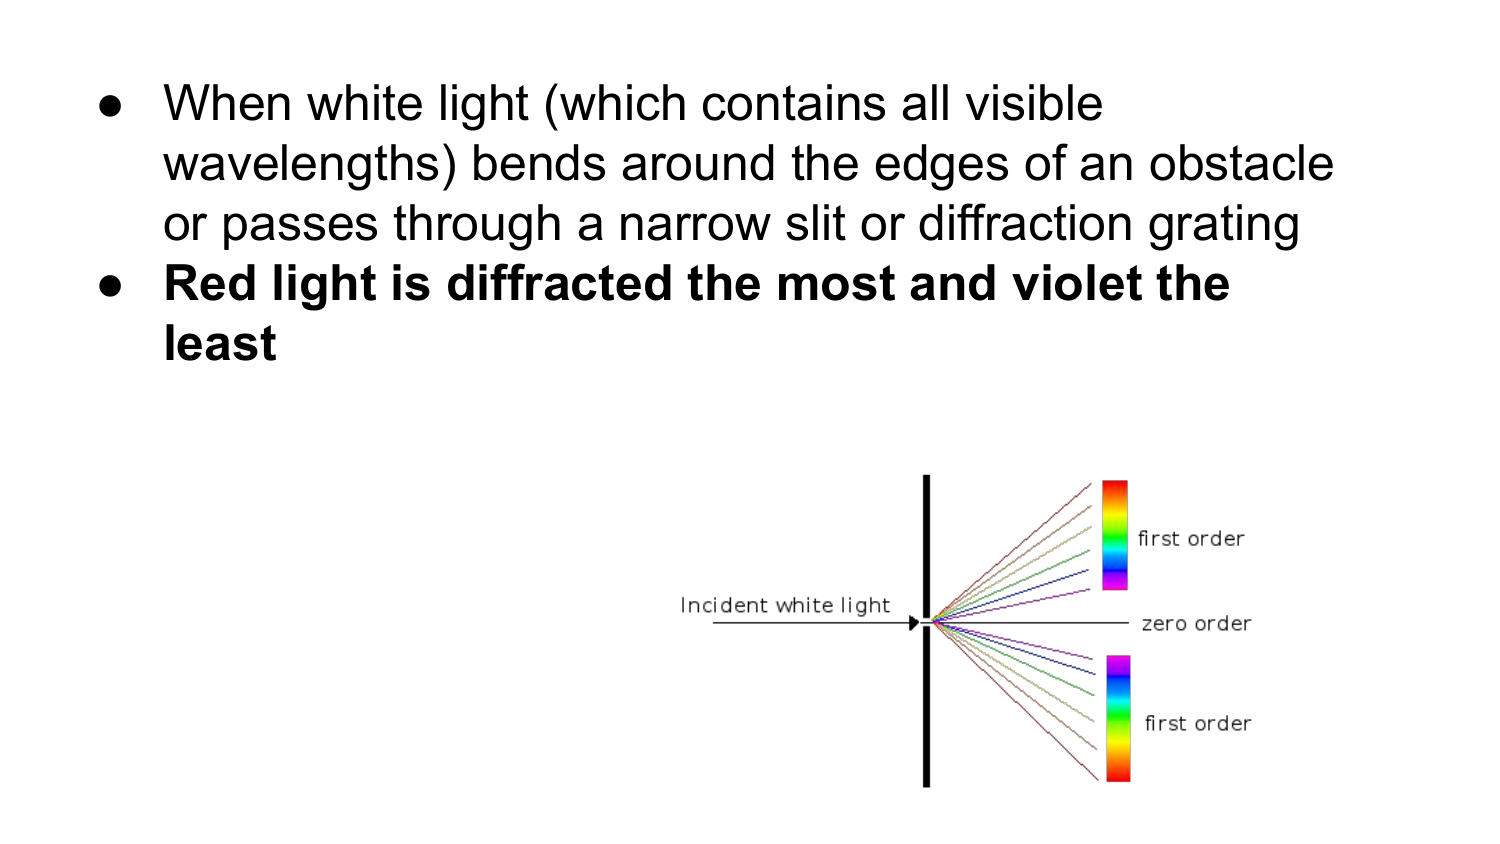 ● When white light (which contains all visible
wavelengths) bends around the edges of an obstacle
or passes through a narrow slit or diffraction grating
● Red light is diffracted the most and violet the
least
first order
Incident white light
zero order
first order